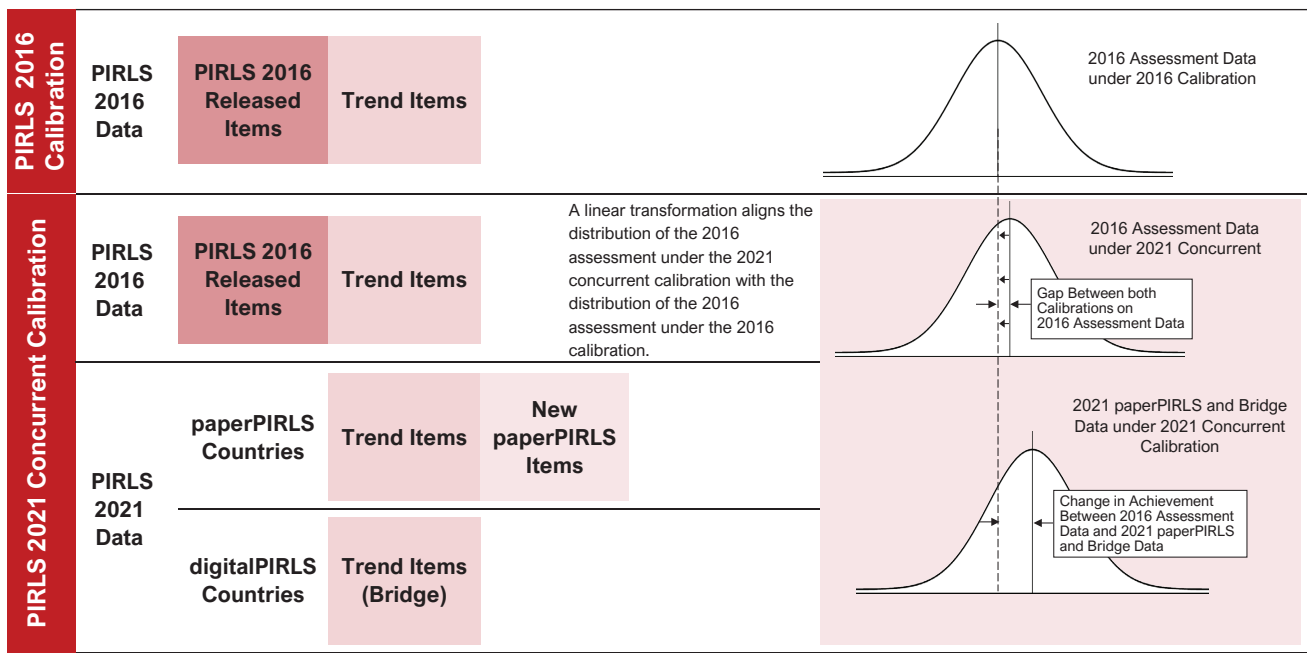 PIRLS 2016
Calibration
PIRLS
2016
Data
PIRLS 2016
Released
Items
Trend Items
2016 Assessment Data
under 2016 Calibration
PIRLS 2021 Concurrent Calibration
PIRLS
2016
Data
PIRLS 2016
Released
Items
Trend Items
A linear transformation aligns the
distribution of the 2016
assessment under the 2021
concurrent calibration with the
distribution of the 2016
assessment under the 2016
calibration.
2016 Assessment Data
under 2021 Concurrent
Gap Between both
Calibrations on
2016 Assessment Data
PIRLS
2021
Data
paperPIRLS
Countries
Trend Items
New
paperPIRLS
Items
2021 paperPIRLS and Bridge
Data under 2021 Concurrent
Calibration
Change in Achievement
Between 2016 Assessment
Data and 2021 paperPIRLS
and Bridge Data
digitalPIRLS
Countries
Trend Items
(Bridge)